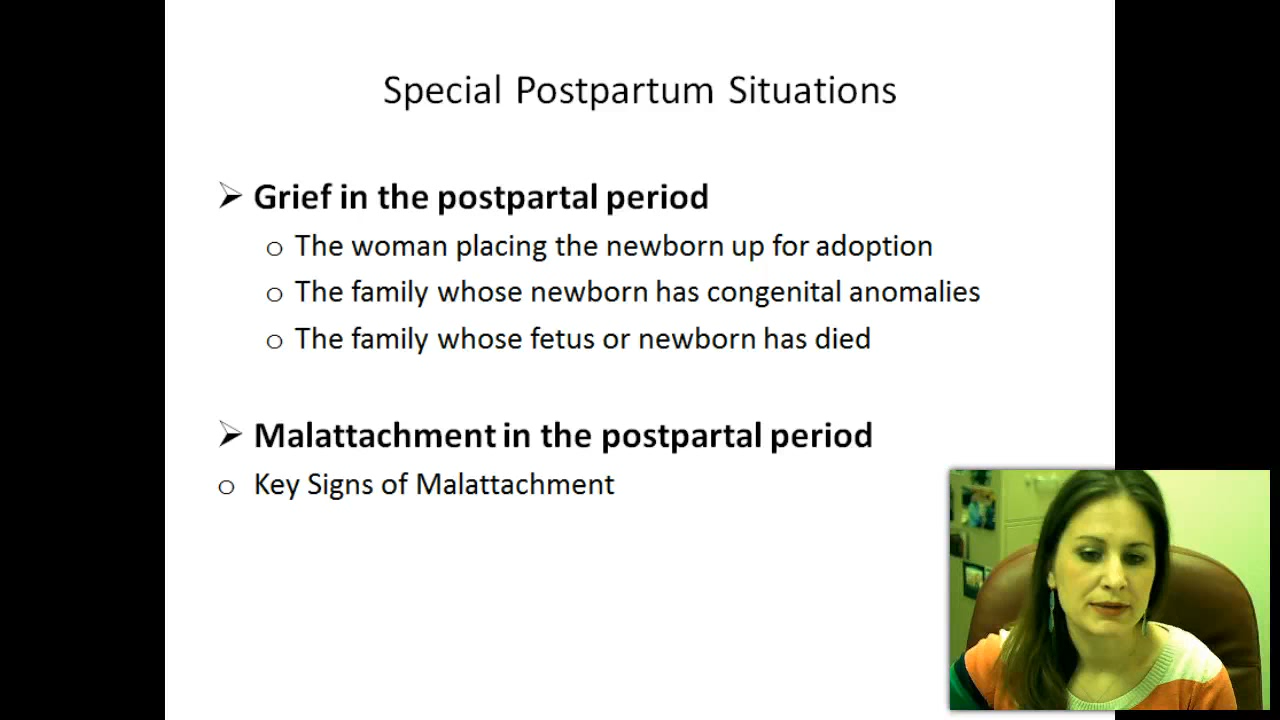 Special Postpartum Situations
Grief in the postpartal period
The woman placing the newborn up for adoption
The family whose newborn has congenital anomalies
The family whose fetus or newborn has died
Malattachment in the postpartal period
Key Signs of Malattachment